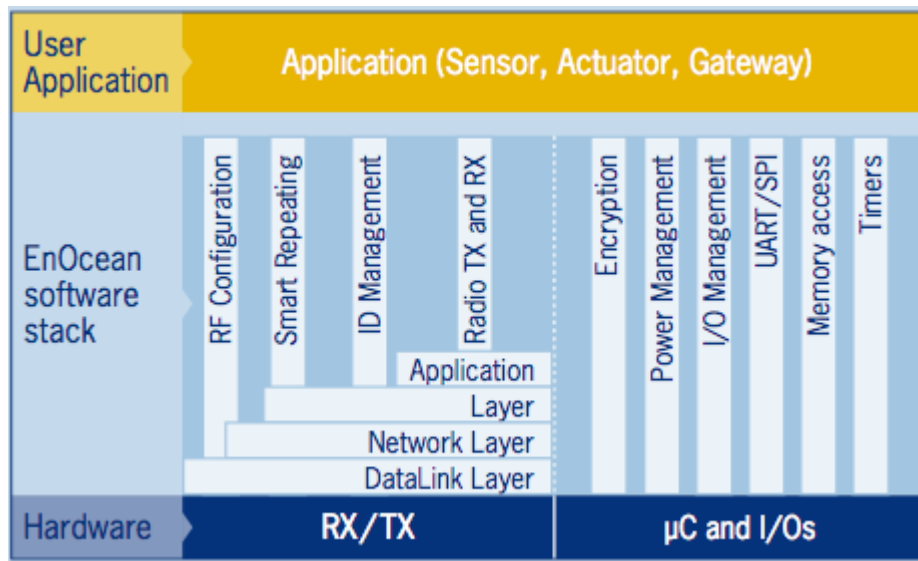 User
Application
Application (Sensor, Actuator, Gateway)
EnOcean
software
stack
RF Configuration
Smart Repeating
ID Management
Radio TX and RX
Application
Layer
Network Layer
DataLink Layer
Encryption
Power Management
I/O Management
UART/SPI
Memory access
Timers
Hardware
RX/TX
µC and I/Os